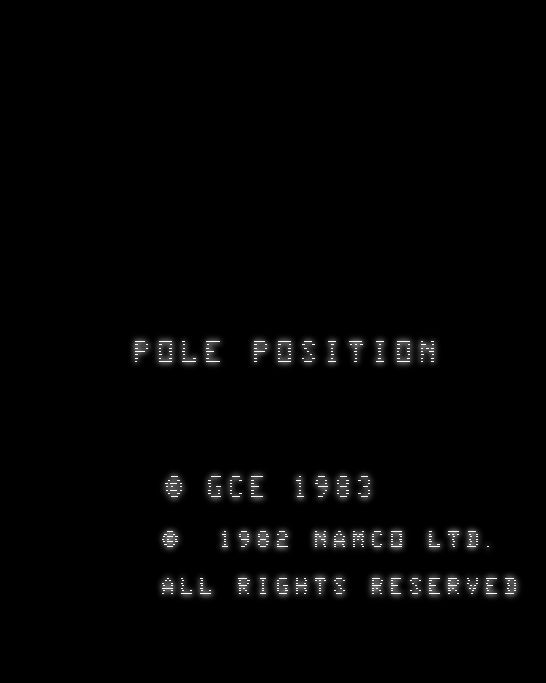 POLE POSITION
© GCE 1983
© 1982 NAMCO LTD.
ALL RIGHTS RESERVED